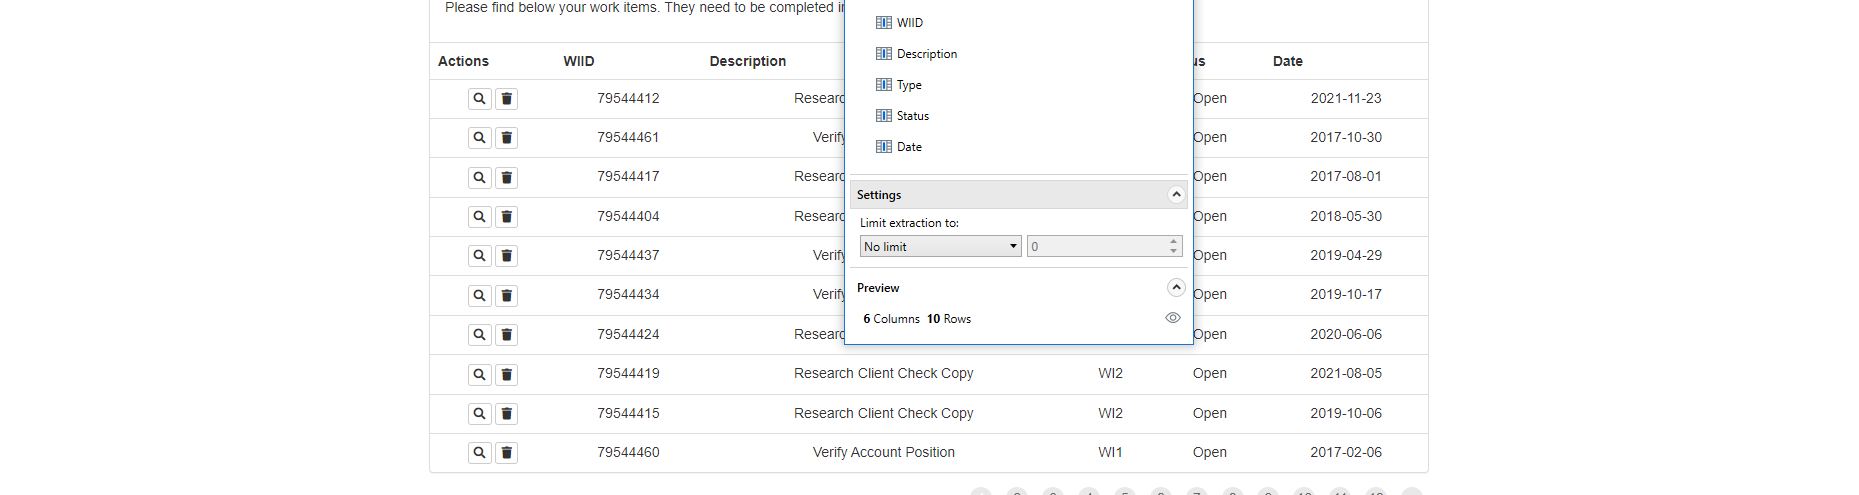 Please find below your work items. They need to be completed
WIID
Description
Type
Status
Date
Settings
Limit extraction to:
No limit 0
Preview
6 Columns 10 Rows
Actions WIID Description Date
79544412 Open 2021-11-23
79544461 Verify Open 2017-10-30
79544417 Open 2017-08-01
79544404 Open 2018-05-30
79544437 Verify Open 2019-04-29
79544434 Verify Open 2019-10-17
79544424 Open 2020-06-06
79544419 Research Client Check Copy WI2 Open 2021-08-05
79544415 Research Client Check Copy WI2 Open 2019-10-06
79544460 Verify Account Position WI1 Open 2017-02-06